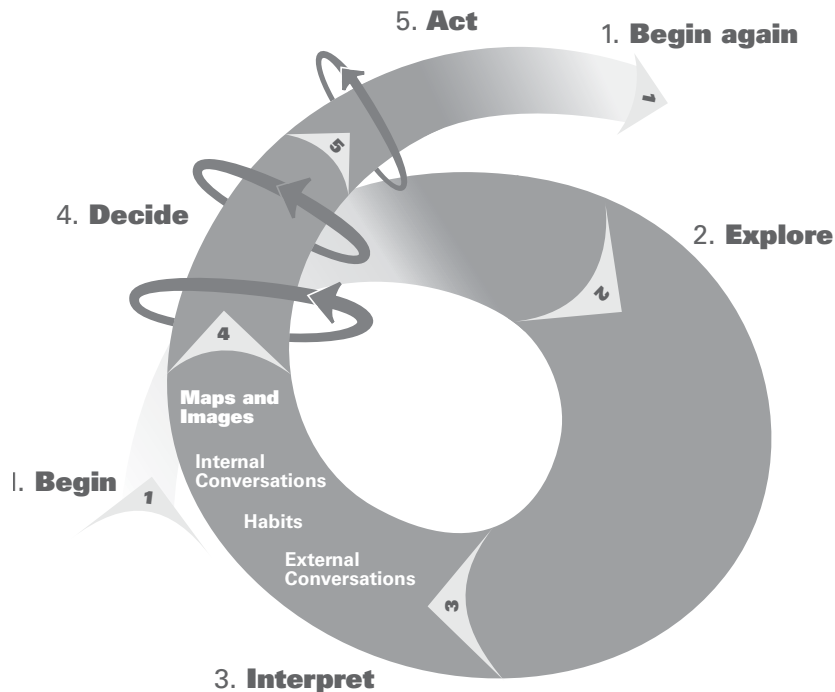 5. Act
1. Begin again
1
5
4. Decide
2. Explore
2
4
Maps and
Images
Internal
Conversations
l. Begin
1
Habits
External
Conversations
3
3. Interpret